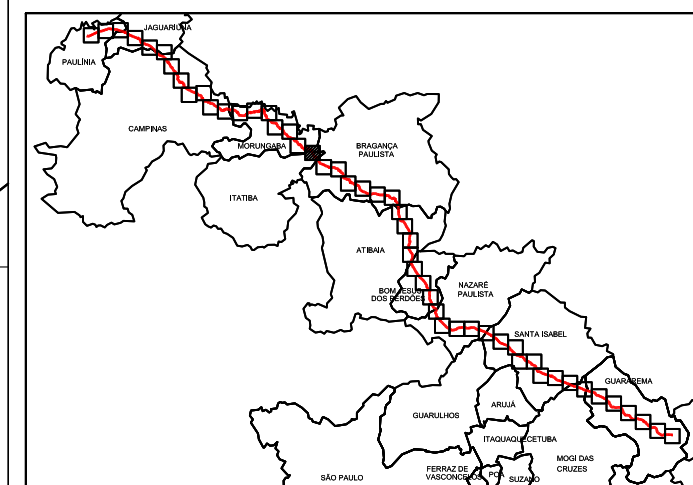 JAGUARIÚNA
PAULÍNIA
CAMPINAS
MORUNGABA
BRAGANÇA
PAULISTA
ITATIBA
ATIBAIA
BOM JESUS
DOS PERDÕES
NAZARÉ
PAULISTA
SANTA ISABEL
GUARAREMA
ARUJÁ
GUARULHOS
ITAQUAQUECETUBA
MOGI DAS
CRUZES
FERRAZ DE
VASCONCELOS
POÁ
SUZANO
SÃO PAULO